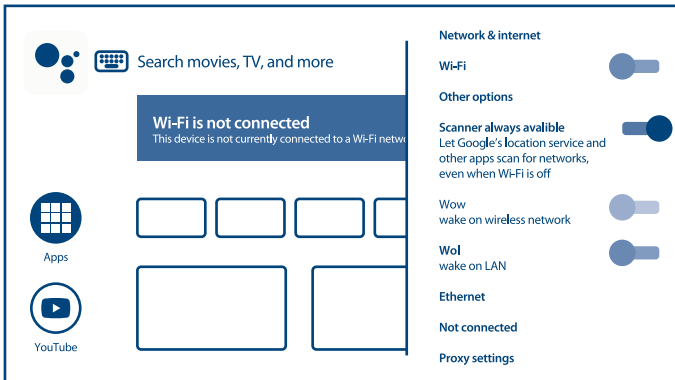 Search movies, TV, and more
Wi-Fi is not connected
This device is not currently connected to a Wi-Fi netwo
Apps
YouTube
Network & internet
Wi-Fi
Other options
Scanner always avalible
Let Google's location service and
other apps scan for networks,
even when Wi-Fi is off
Wow
wake on wireless network
Wol
wake on LAN
Ethernet
Not connected
Proxy settings